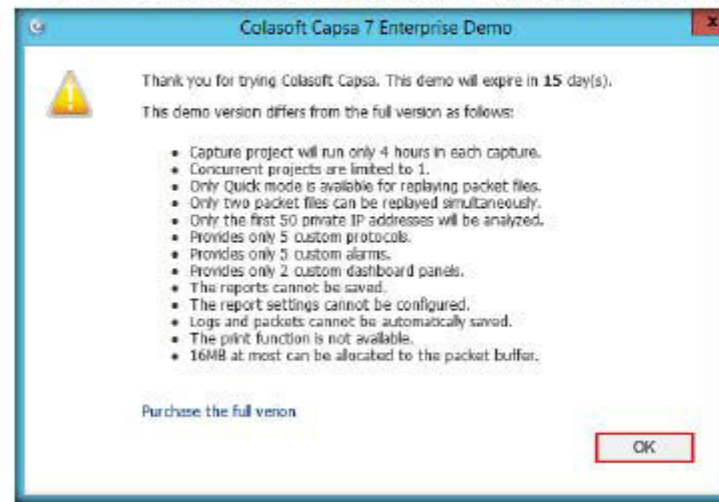 Colasoft Capsa 7 Enterprise Demo
x
Thank you for trying Colasoft Capsa. This demo will expire in 15 day(s).
This demo version differs from the full version as follows:
• Capture project will run only 4 hours in each capture.
• Concurrent projects are limited to 1.
• Only Quick mode is available for replaying packet files.
• Only two packet files can be replayed simultaneously.
• Only the first 50 private IP addresses will be analyzed.
• Provides only 5 custom protocols.
• Provides only 5 custom alarms.
• Provides only 2 custom dashboard panels.
• The reports cannot be saved.
• The report settings cannot be configured.
• Logs and packets cannot be automatically saved.
• The print function is not available.
• 16MB at most can be allocated to the packet buffer.
Purchase the full verion
OK